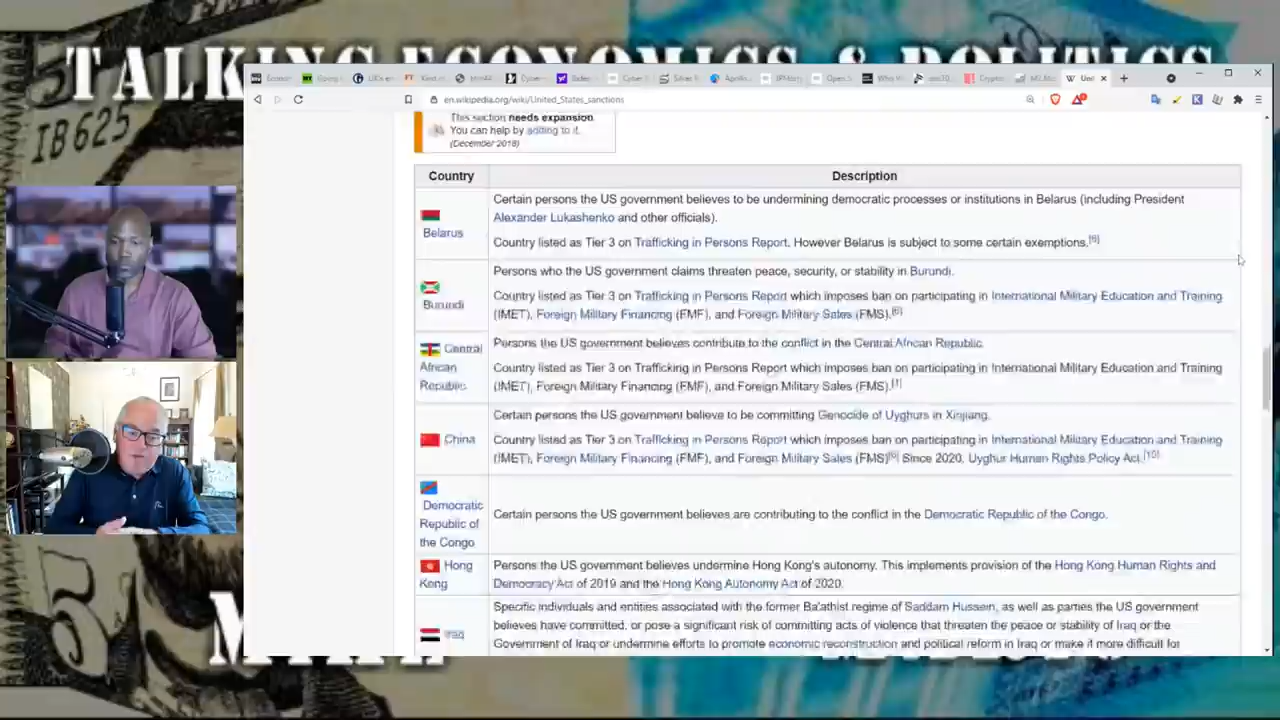 TALKING ECONOMICS & POLITICS
IB 625
5
en.wikipedia.org/wiki/United_States_sanctions
This section needs expansion.
You can help by adding to it.
(December 2018)
Country
Description
Belarus
Certain persons the US government believes to be undermining democratic processes or institutions in Belarus (including President
Alexander Lukashenko and other officials).
Country listed as Tier 3 on Trafficking in Persons Report. However Belarus is subject to some certain exemptions.
Burundi
Persons who the US government claims threaten peace, security, or stability in Burundi.
Country listed as Tier 3 on Trafficking in Persons Report which imposes ban on participating in International Military Education and Training
(IMET), Foreign Military Financing (FMF), and Foreign Military Sales (FMS).
Central
African
Republic
Persons the US government believes contribute to the conflict in the Central African Republic.
Country listed as Tier 3 on Trafficking in Persons Report which imposes ban on participating in International Military Education and Training
(IMET), Foreign Military Financing (FMF), and Foreign Military Sales (FMS).
China
Certain persons the US government believe to be committing Genocide of Uyghurs in Xinjiang.
Country listed as Tier 3 on Trafficking in Persons Report which imposes ban on participating in International Military Education and Training
(IMET), Foreign Military Financing (FMF), and Foreign Military Sales (FMS) Since 2020, Uyghur Human Rights Policy Act.[10]
Democratic
Republic of
the Congo
Certain persons the US government believes are contributing to the conflict in the Democratic Republic of the Congo.
Hong
Kong
Persons the US government believes undermine Hong Kong's autonomy. This implements provision of the Hong Kong Human Rights and
Democracy Act of 2019 and the Hong Kong Autonomy Act of 2020.
Iraq
Specific individuals and entities associated with the former Ba'athist regime of Saddam Hussein, as well as parties the US government
believes have committed, or pose a significant risk of committing acts of violence that threaten the peace or stability of Iraq or the
Government of Iraq or undermine efforts to promote economic reconstruction and political reform in Iraq or make it more difficult for
5